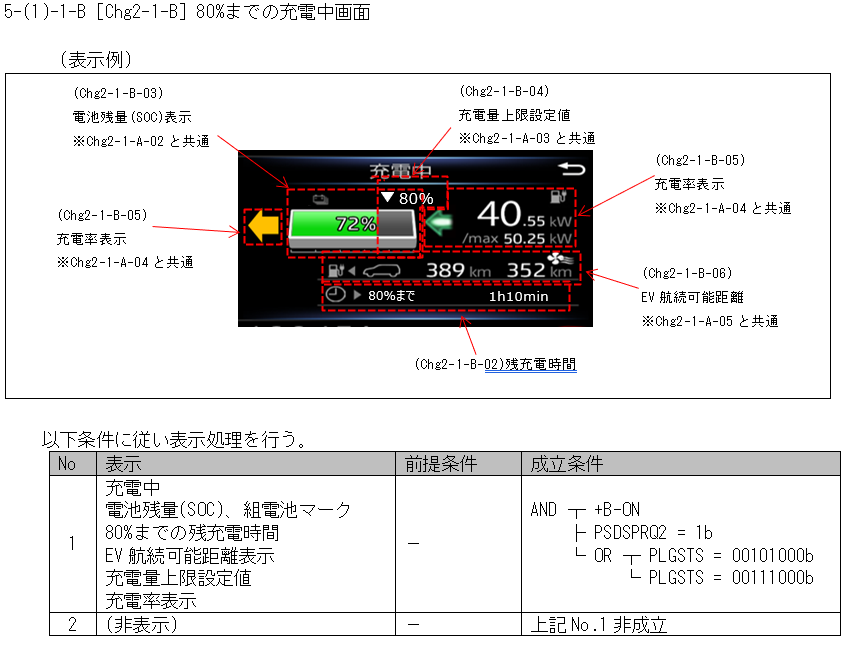 5-(1)-1-B [Chg2-1-B] 80%までの充電中画面
（表示例）
(Chg2-1-B-03)
電池残量(SOC)表示
※Chg2-1-A-02 と共通
(Chg2-1-B-04)
充電量上限設定値
※Chg2-1-A-03 と共通
(Chg2-1-B-05)
充電率表示
※Chg2-1-A-04 と共通
(Chg2-1-B-05)
充電率表示
※Chg2-1-A-04 と共通
充電中
▼ 80%
72%
40.55 kW
/max 50.25 kW
389 km 352 km
80%まで 1h10min
(Chg2-1-B-06)
EV 航続可能距離
※Chg2-1-A-05 と共通
(Chg2-1-B-02)残充電時間
以下条件に従い表示処理を行う。
No 表示 前提条件 成立条件
1
充電中
電池残量(SOC)、組電池マーク
80%までの残充電時間
EV 航続可能距離表示
充電量上限設定値
充電率表示
－
AND ┬ +B-ON
├ PSDSPRQ2 = 1b
└ OR ┬ PLGSTS = 00101000b
└ PLGSTS = 00111000b
2 (非表示) － 上記 No.1 非成立